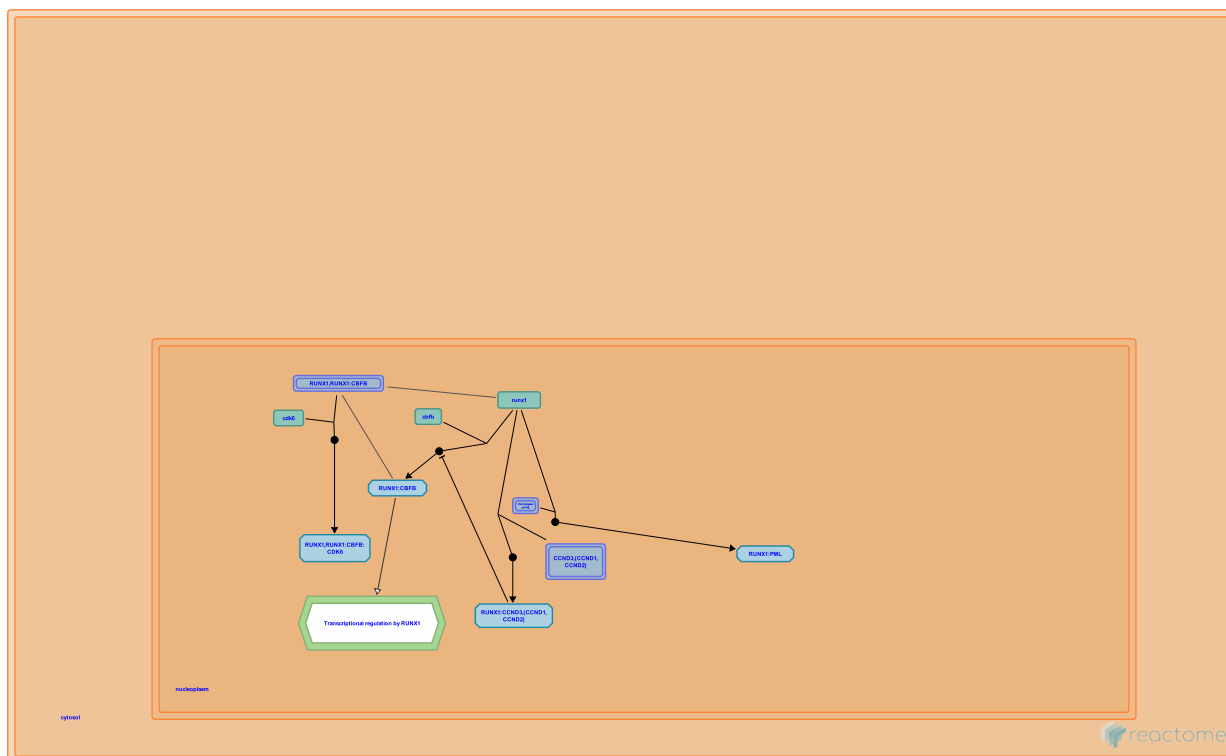 RUNX1,RUNX1:CBFB
runx1
cdk6
cbfb
RUNX1:CBFB
RUNX1,RUNX1:CBFB:
CDK6
CCND3,(CCND1,
CCND2)
RUNX1:PML
RUNX1:CCND3,(CCND1,
CCND2)
Transcriptional regulation by RUNX1
nucleoplasm
cytosol
reactome